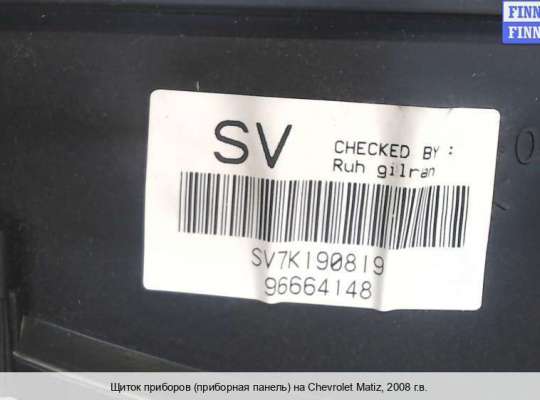 FINN
FINN
SV
CHECKED BY :
Ruh gilran
SV7K190819
96664148
Щиток приборов (приборная панель) на Chevrolet Matiz, 2008 г.в.